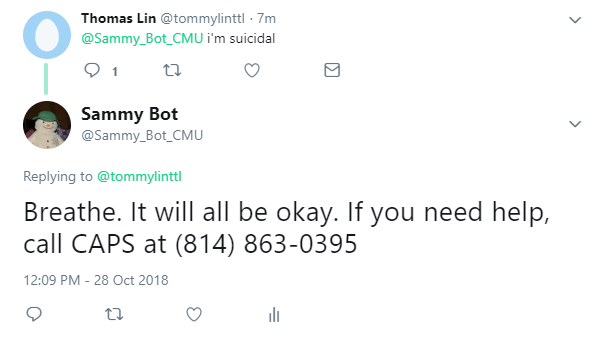 Thomas Lin @tommylinttl · 7m
@Sammy_Bot_CMU i'm suicidal
1
Sammy Bot
@Sammy_Bot_CMU
Replying to @tommylinttl
Breathe. It will all be okay. If you need help,
call CAPS at (814) 863-0395
12:09 PM - 28 Oct 2018